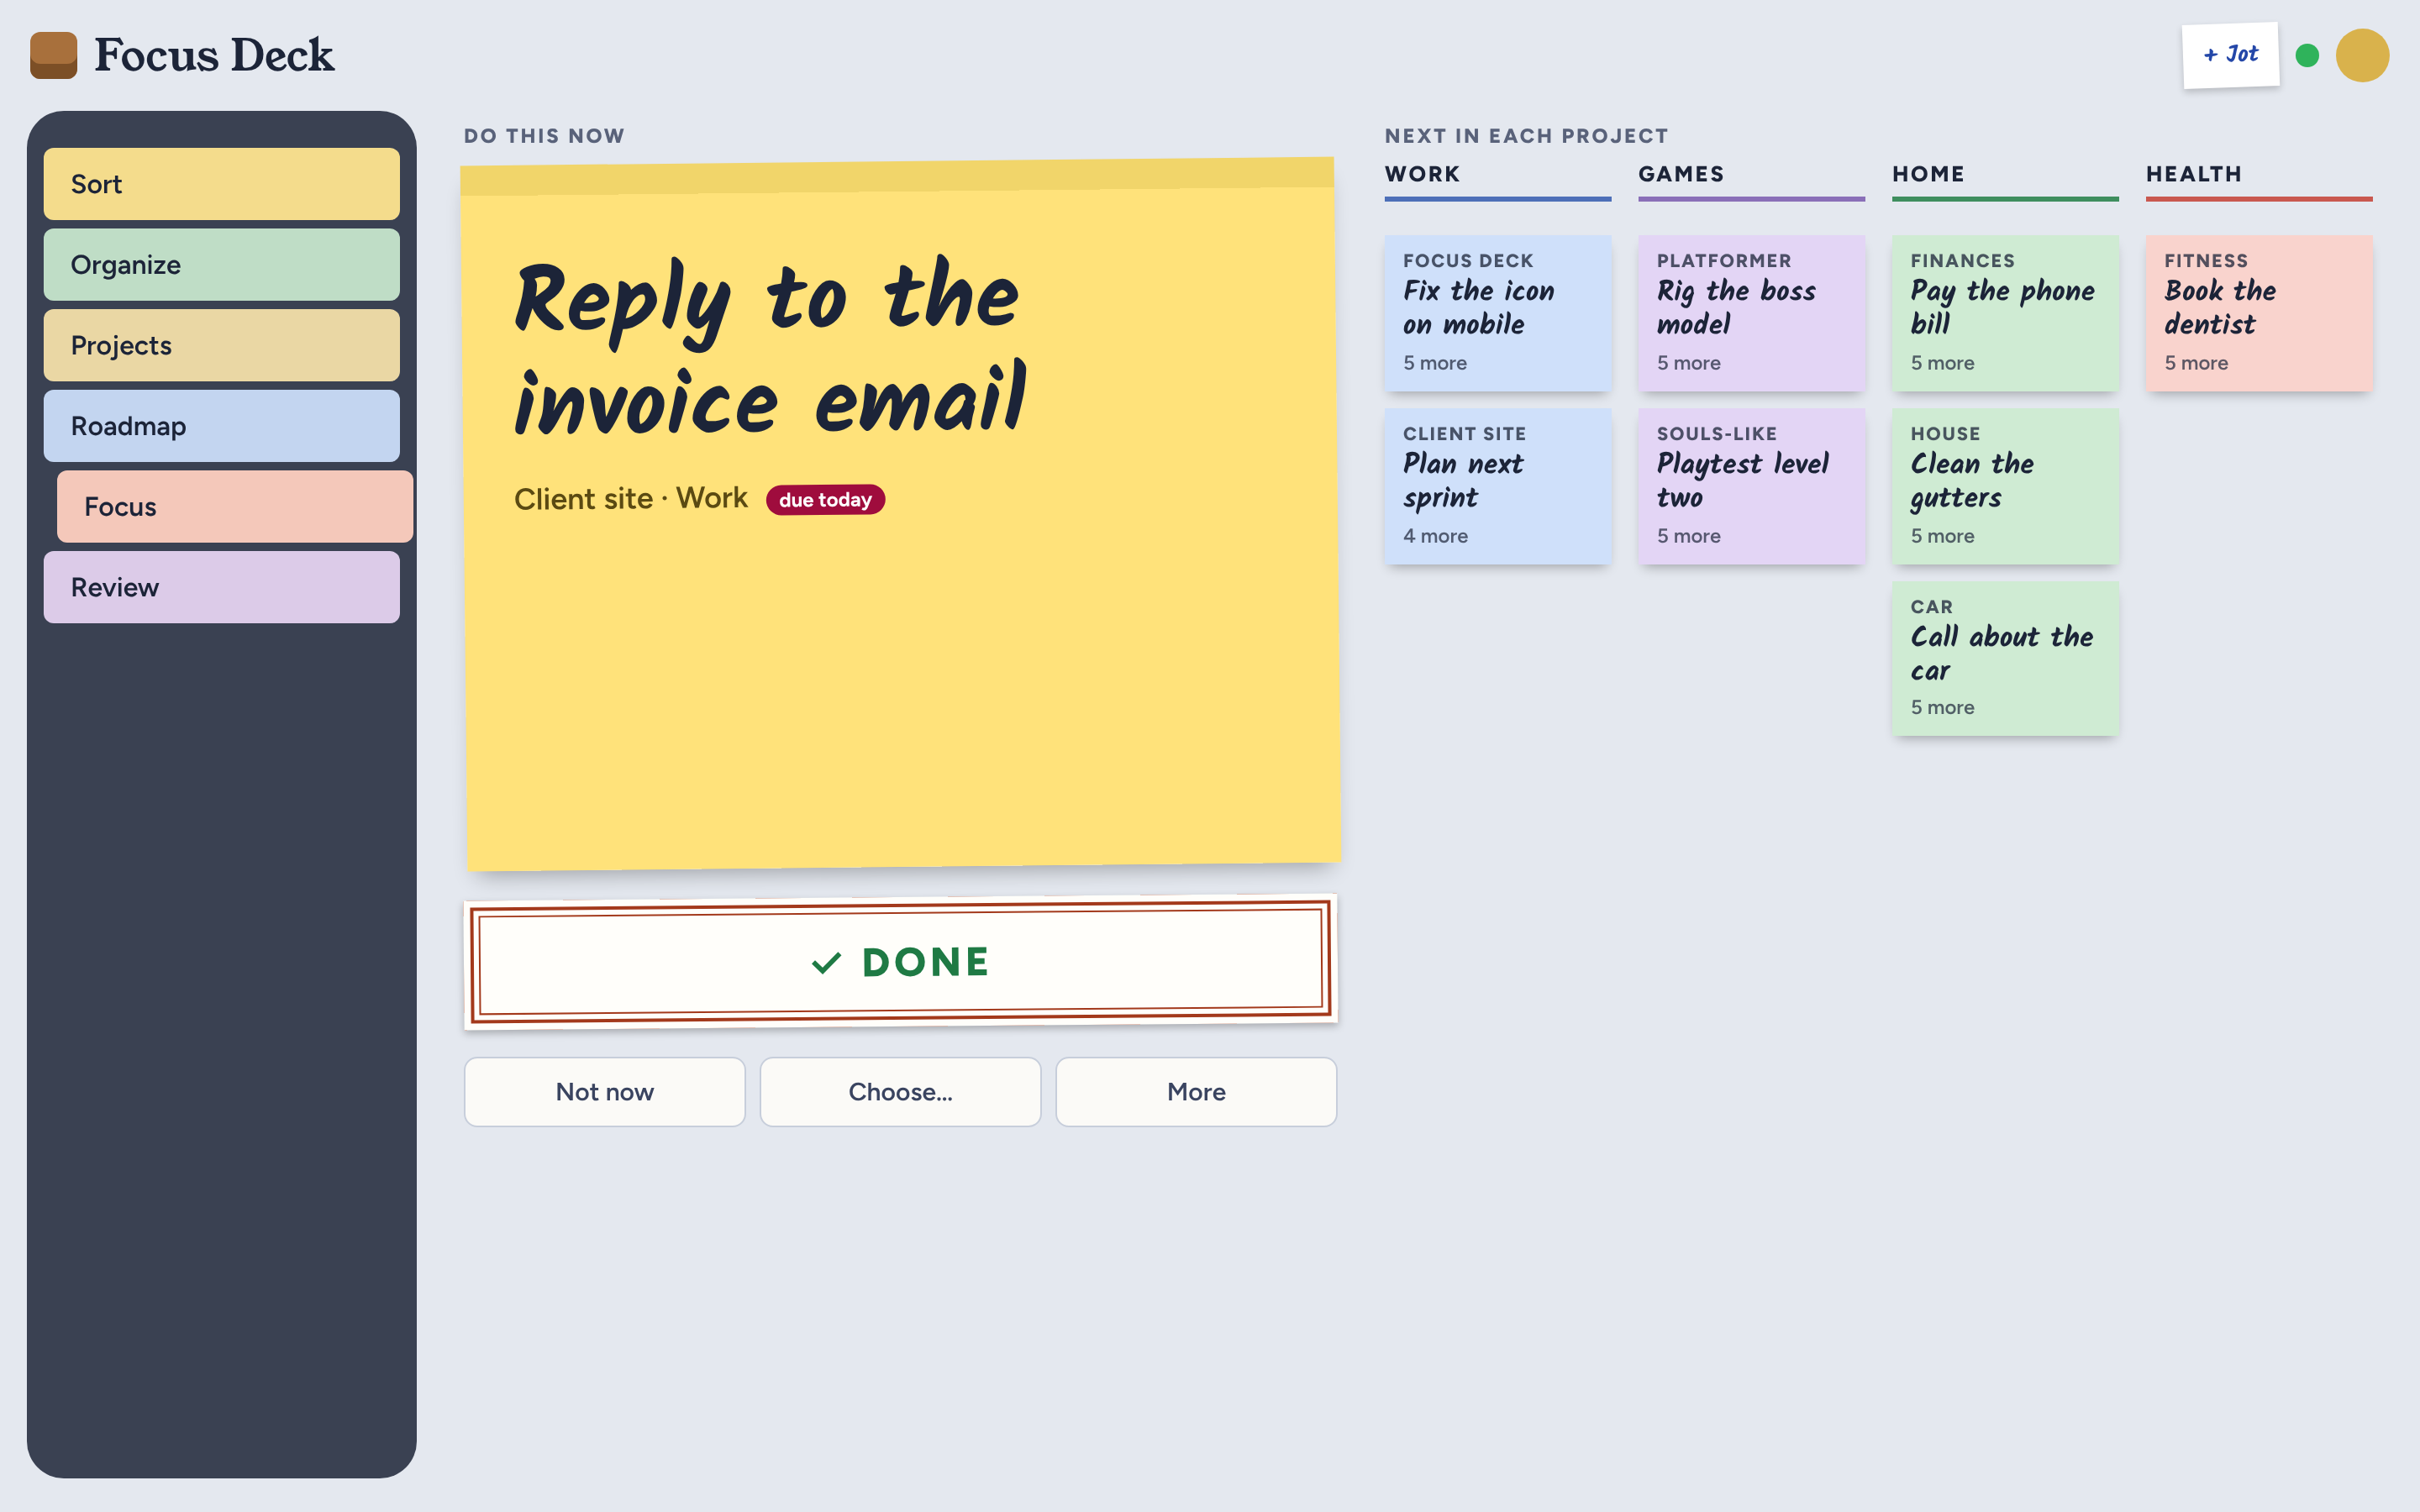 Focus Deck
+ Jot
Sort
Organize
Projects
Roadmap
Focus
Review
DO THIS NOW
Reply to the
invoice email
Client site · Work due today
✓ DONE
Not now
Choose...
More
NEXT IN EACH PROJECT
WORK
FOCUS DECK
Fix the icon
on mobile
5 more
CLIENT SITE
Plan next
sprint
4 more
GAMES
PLATFORMER
Rig the boss
model
5 more
SOULS-LIKE
Playtest level
two
5 more
HOME
FINANCES
Pay the phone
bill
5 more
HOUSE
Clean the
gutters
5 more
CAR
Call about the
car
5 more
HEALTH
FITNESS
Book the
dentist
5 more